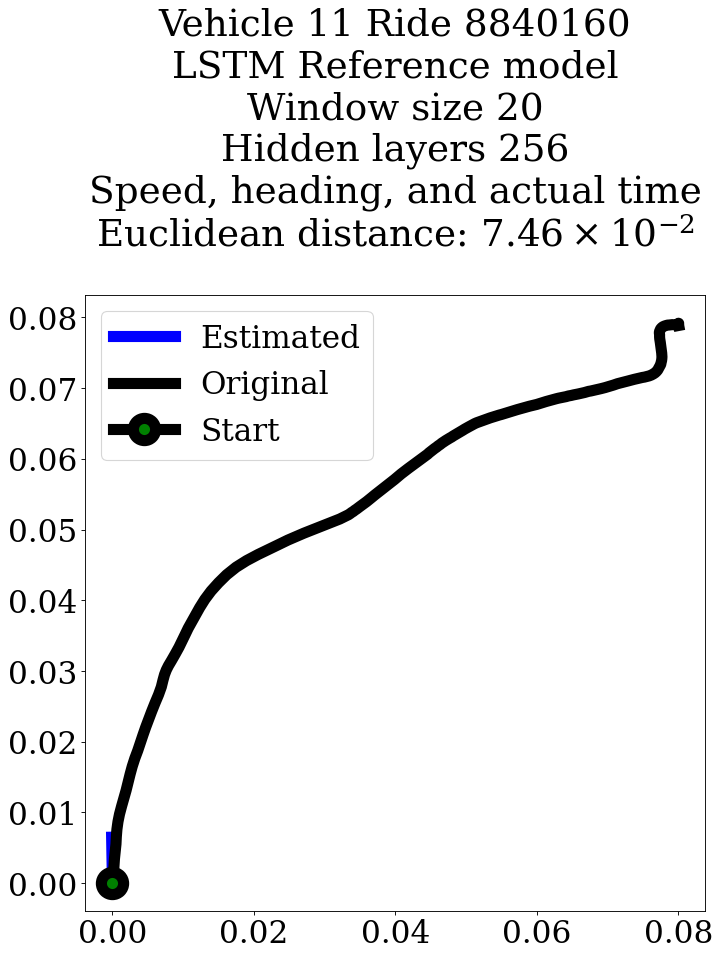 Vehicle 11 Ride 8840160
LSTM Reference model
Window size 20
Hidden layers 256
Speed, heading, and actual time
Euclidean distance: 7.46 × 10⁻²
Estimated
Original
Start
0.08
0.07
0.06
0.05
0.04
0.03
0.02
0.01
0.00
0.00 0.02 0.04 0.06 0.08